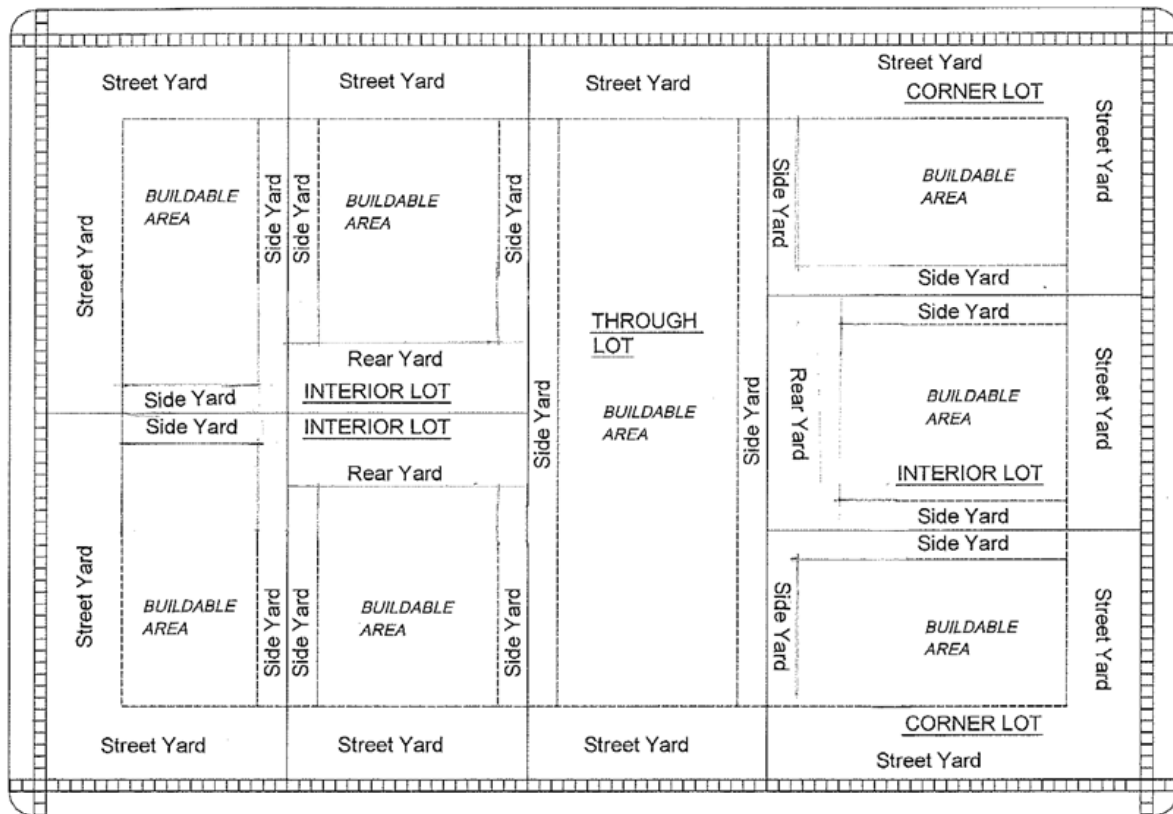 Street Yard
Street Yard
Street Yard
Street Yard
CORNER LOT
Street Yard
BUILDABLE
AREA
Side Yard
Side Yard
BUILDABLE
AREA
Side Yard
Side Yard
BUILDABLE
AREA
Street Yard
Side Yard
Side Yard
THROUGH
LOT
Rear Yard
INTERIOR LOT
Side Yard
Side Yard
INTERIOR LOT
Rear Yard
Side Yard
BUILDABLE
AREA
Side Yard
Rear Yard
BUILDABLE
AREA
Street Yard
INTERIOR LOT
Side Yard
Side Yard
Street Yard
BUILDABLE
AREA
Side Yard
Side Yard
BUILDABLE
AREA
Side Yard
Side Yard
BUILDABLE
AREA
Street Yard
CORNER LOT
Street Yard
Street Yard
Street Yard
Street Yard